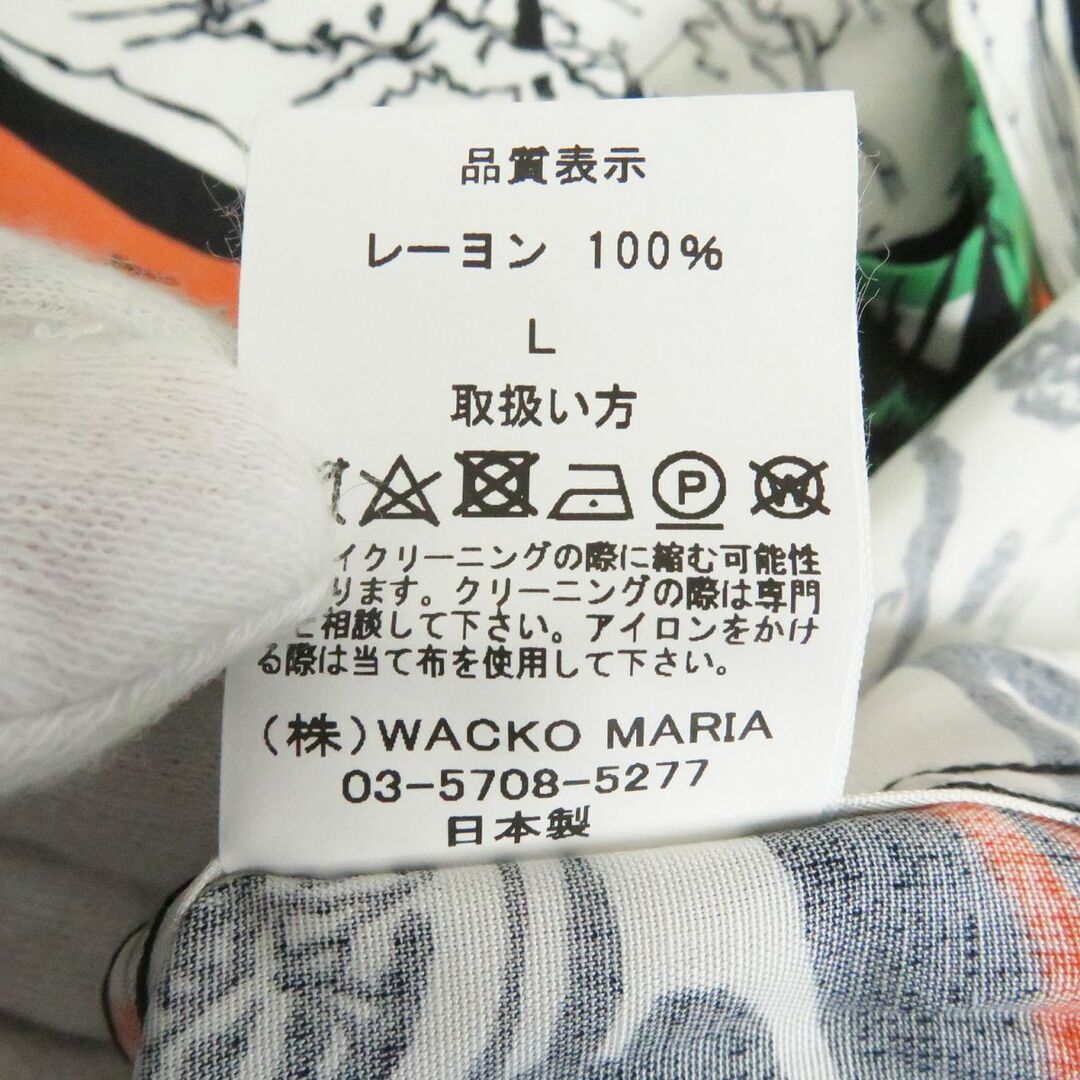 品質表示
レーヨン 100%
L
取扱い方
P
W
イクリーニングの際に縮む可能性
ります。クリーニングの際は専門
相談して下さい。アイロンをかけ
る際は当て布を使用して下さい。
(株)WACKO MARIA
03-5708-5277
日本製